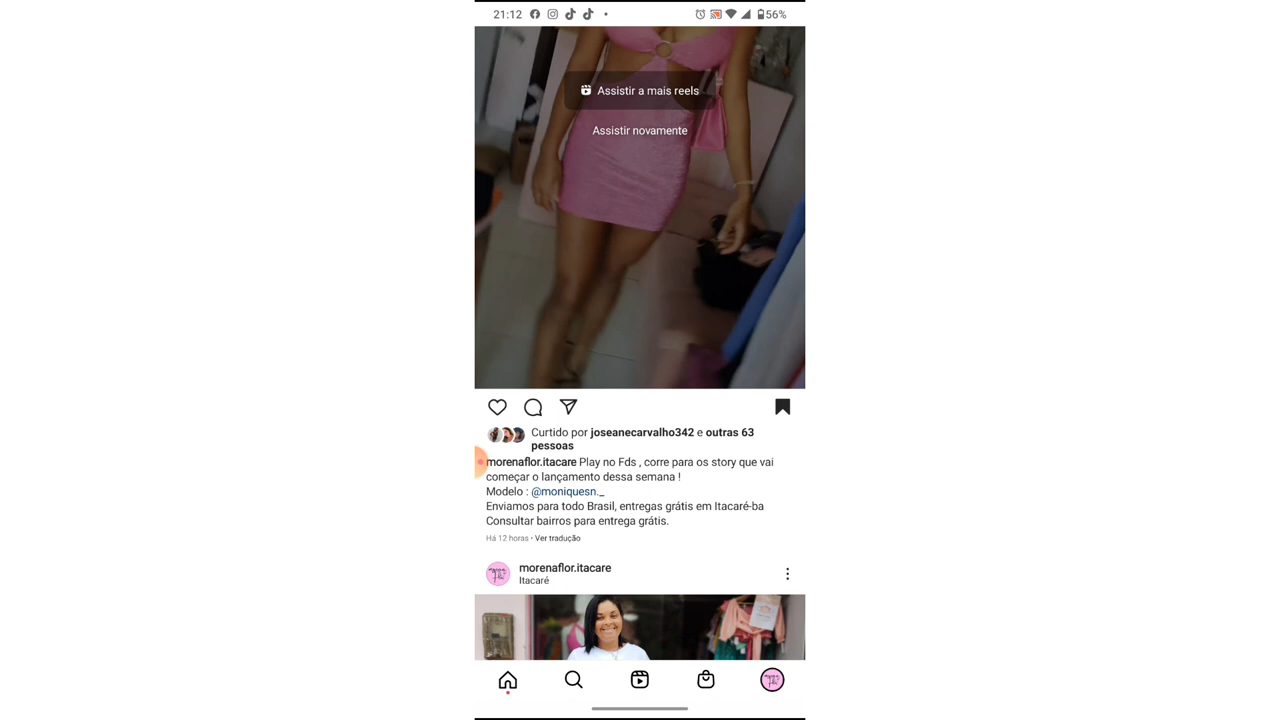 21:12
56%
Assistir a mais reels
Assistir novamente
Curtido por joseanecarvalho342 e outras 63
pessoas
morenaflor.itacare Play no Fds , corre para os story que vai
começar o lançamento dessa semana !
Modelo : @moniquesn._
Enviamos para todo Brasil, entregas grátis em Itacaré-ba
Consultar bairros para entrega grátis.
Há 12 horas • Ver tradução
morenaflor.itacare
Itacaré